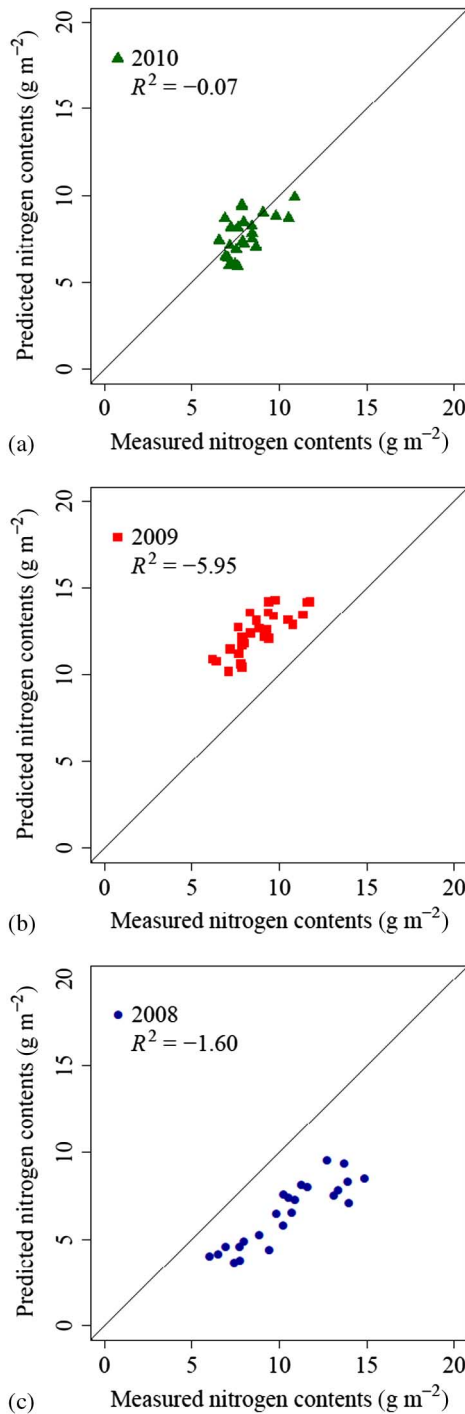 20
15
10
5
0
Predicted nitrogen contents (g m−2)
2010
R2 = −0.07
0 5 10 15 20
(a) Measured nitrogen contents (g m−2)
20
15
10
5
0
Predicted nitrogen contents (g m−2)
2009
R2 = −5.95
0 5 10 15 20
(b) Measured nitrogen contents (g m−2)
20
15
10
5
0
Predicted nitrogen contents (g m−2)
2008
R2 = −1.60
0 5 10 15 20
(c) Measured nitrogen contents (g m−2)